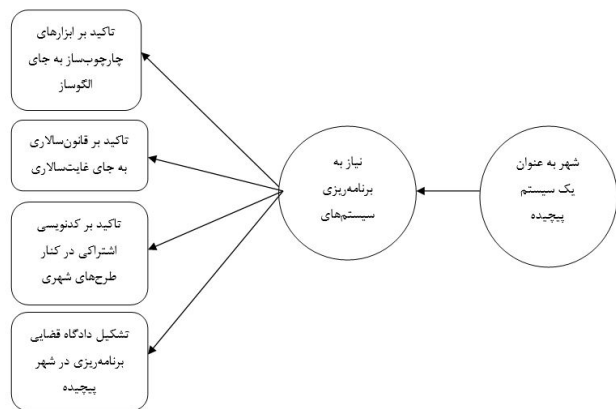 شهر به عنوان
یک سیستم
پیچیده
نیاز به
برنامه‌ریزی
سیستم‌های
تاکید بر ابزارهای
چارچوب‌ساز به جای
الگوساز
تاکید بر قانون‌سالاری
به جای غایت‌سالاری
تاکید بر کدنویسی
اشتراکی در کنار
طرح‌های شهری
تشکیل دادگاه قضایی
برنامه‌ریزی در شهر
پیچیده